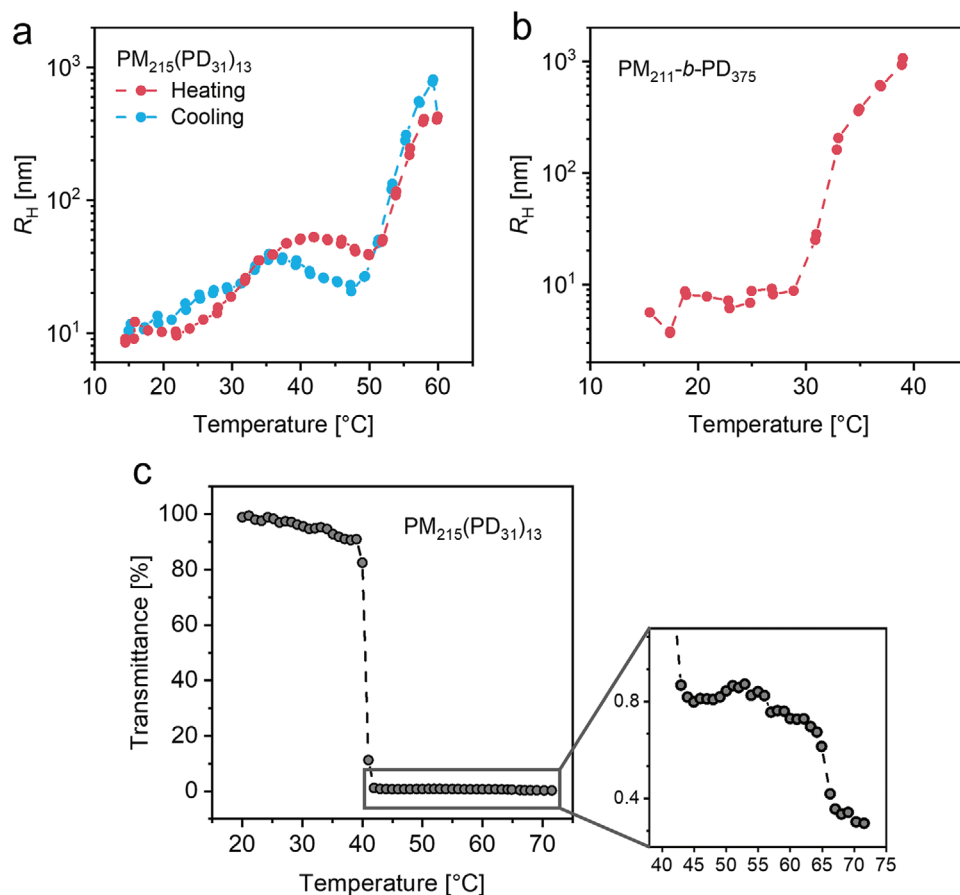 a
PM₂₁₅(PD₃₁)₁₃
Heating
Cooling
10³
10²
10¹
R_H [nm]
10 20 30 40 50 60
Temperature [°C]
b
PM₂₁₁-b-PD₃₇₅
10³
10²
10¹
R_H [nm]
10 20 30 40
Temperature [°C]
c
PM₂₁₅(PD₃₁)₁₃
100
80
60
40
20
0
Transmittance [%]
20 30 40 50 60 70
Temperature [°C]
0.8
0.4
40 45 50 55 60 65 70 75